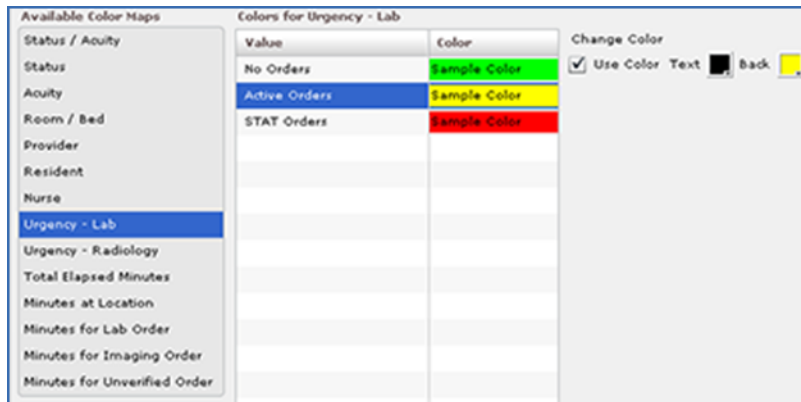 Available Color Maps
Status / Acuity
Status
Acuity
Room / Bed
Provider
Resident
Nurse
Urgency - Lab
Urgency - Radiology
Total Elapsed Minutes
Minutes at Location
Minutes for Lab Order
Minutes for Imaging Order
Minutes for Unverified Order
Colors for Urgency - Lab
Value Color
No Orders Sample Color
Active Orders Sample Color
STAT Orders Sample Color
Change Color
Use Color Text Back